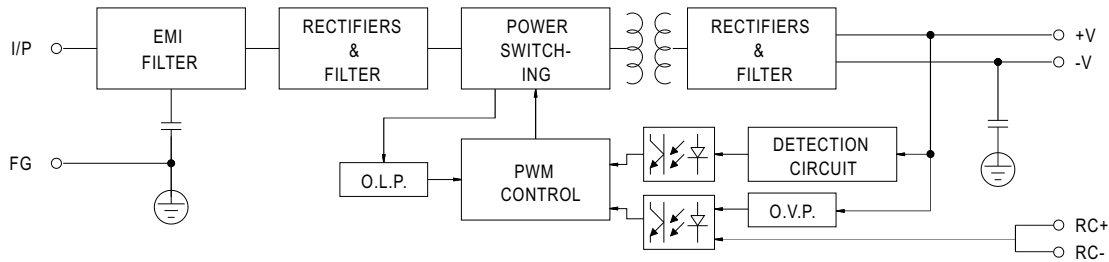 I/P
EMI
FILTER
RECTIFIERS
&
FILTER
POWER
SWITCH-
ING
RECTIFIERS
&
FILTER
+V
-V
FG
O.L.P.
PWM
CONTROL
DETECTION
CIRCUIT
O.V.P.
RC+
RC-